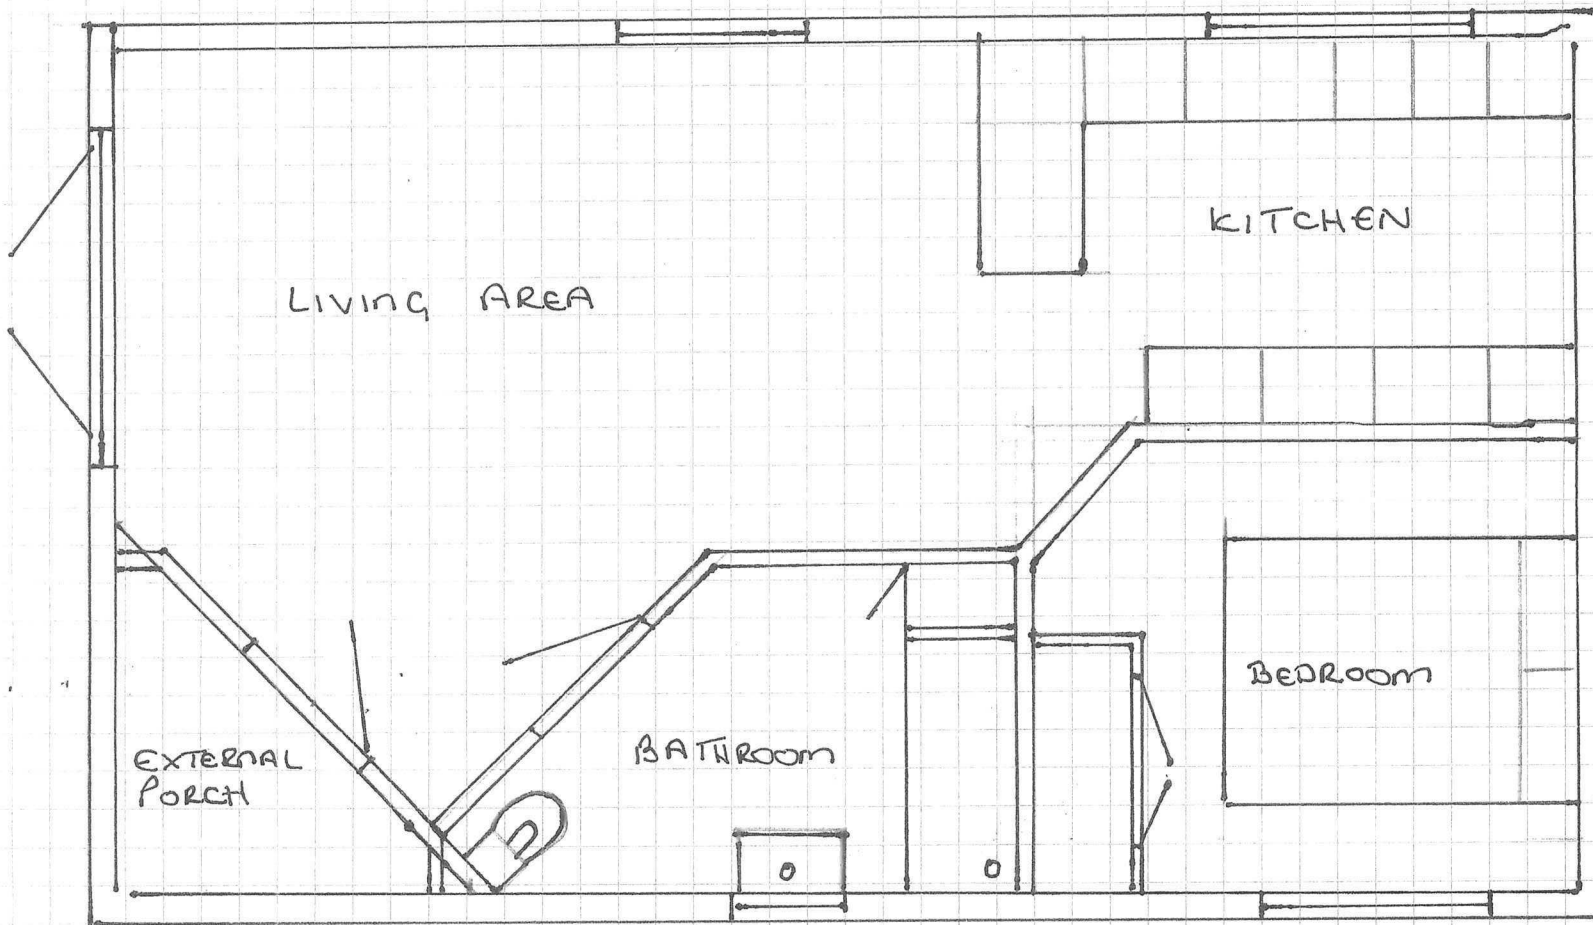 KITCHEN
LIVING AREA
BEDROOM
BATHROOM
EXTERNAL
PORCH